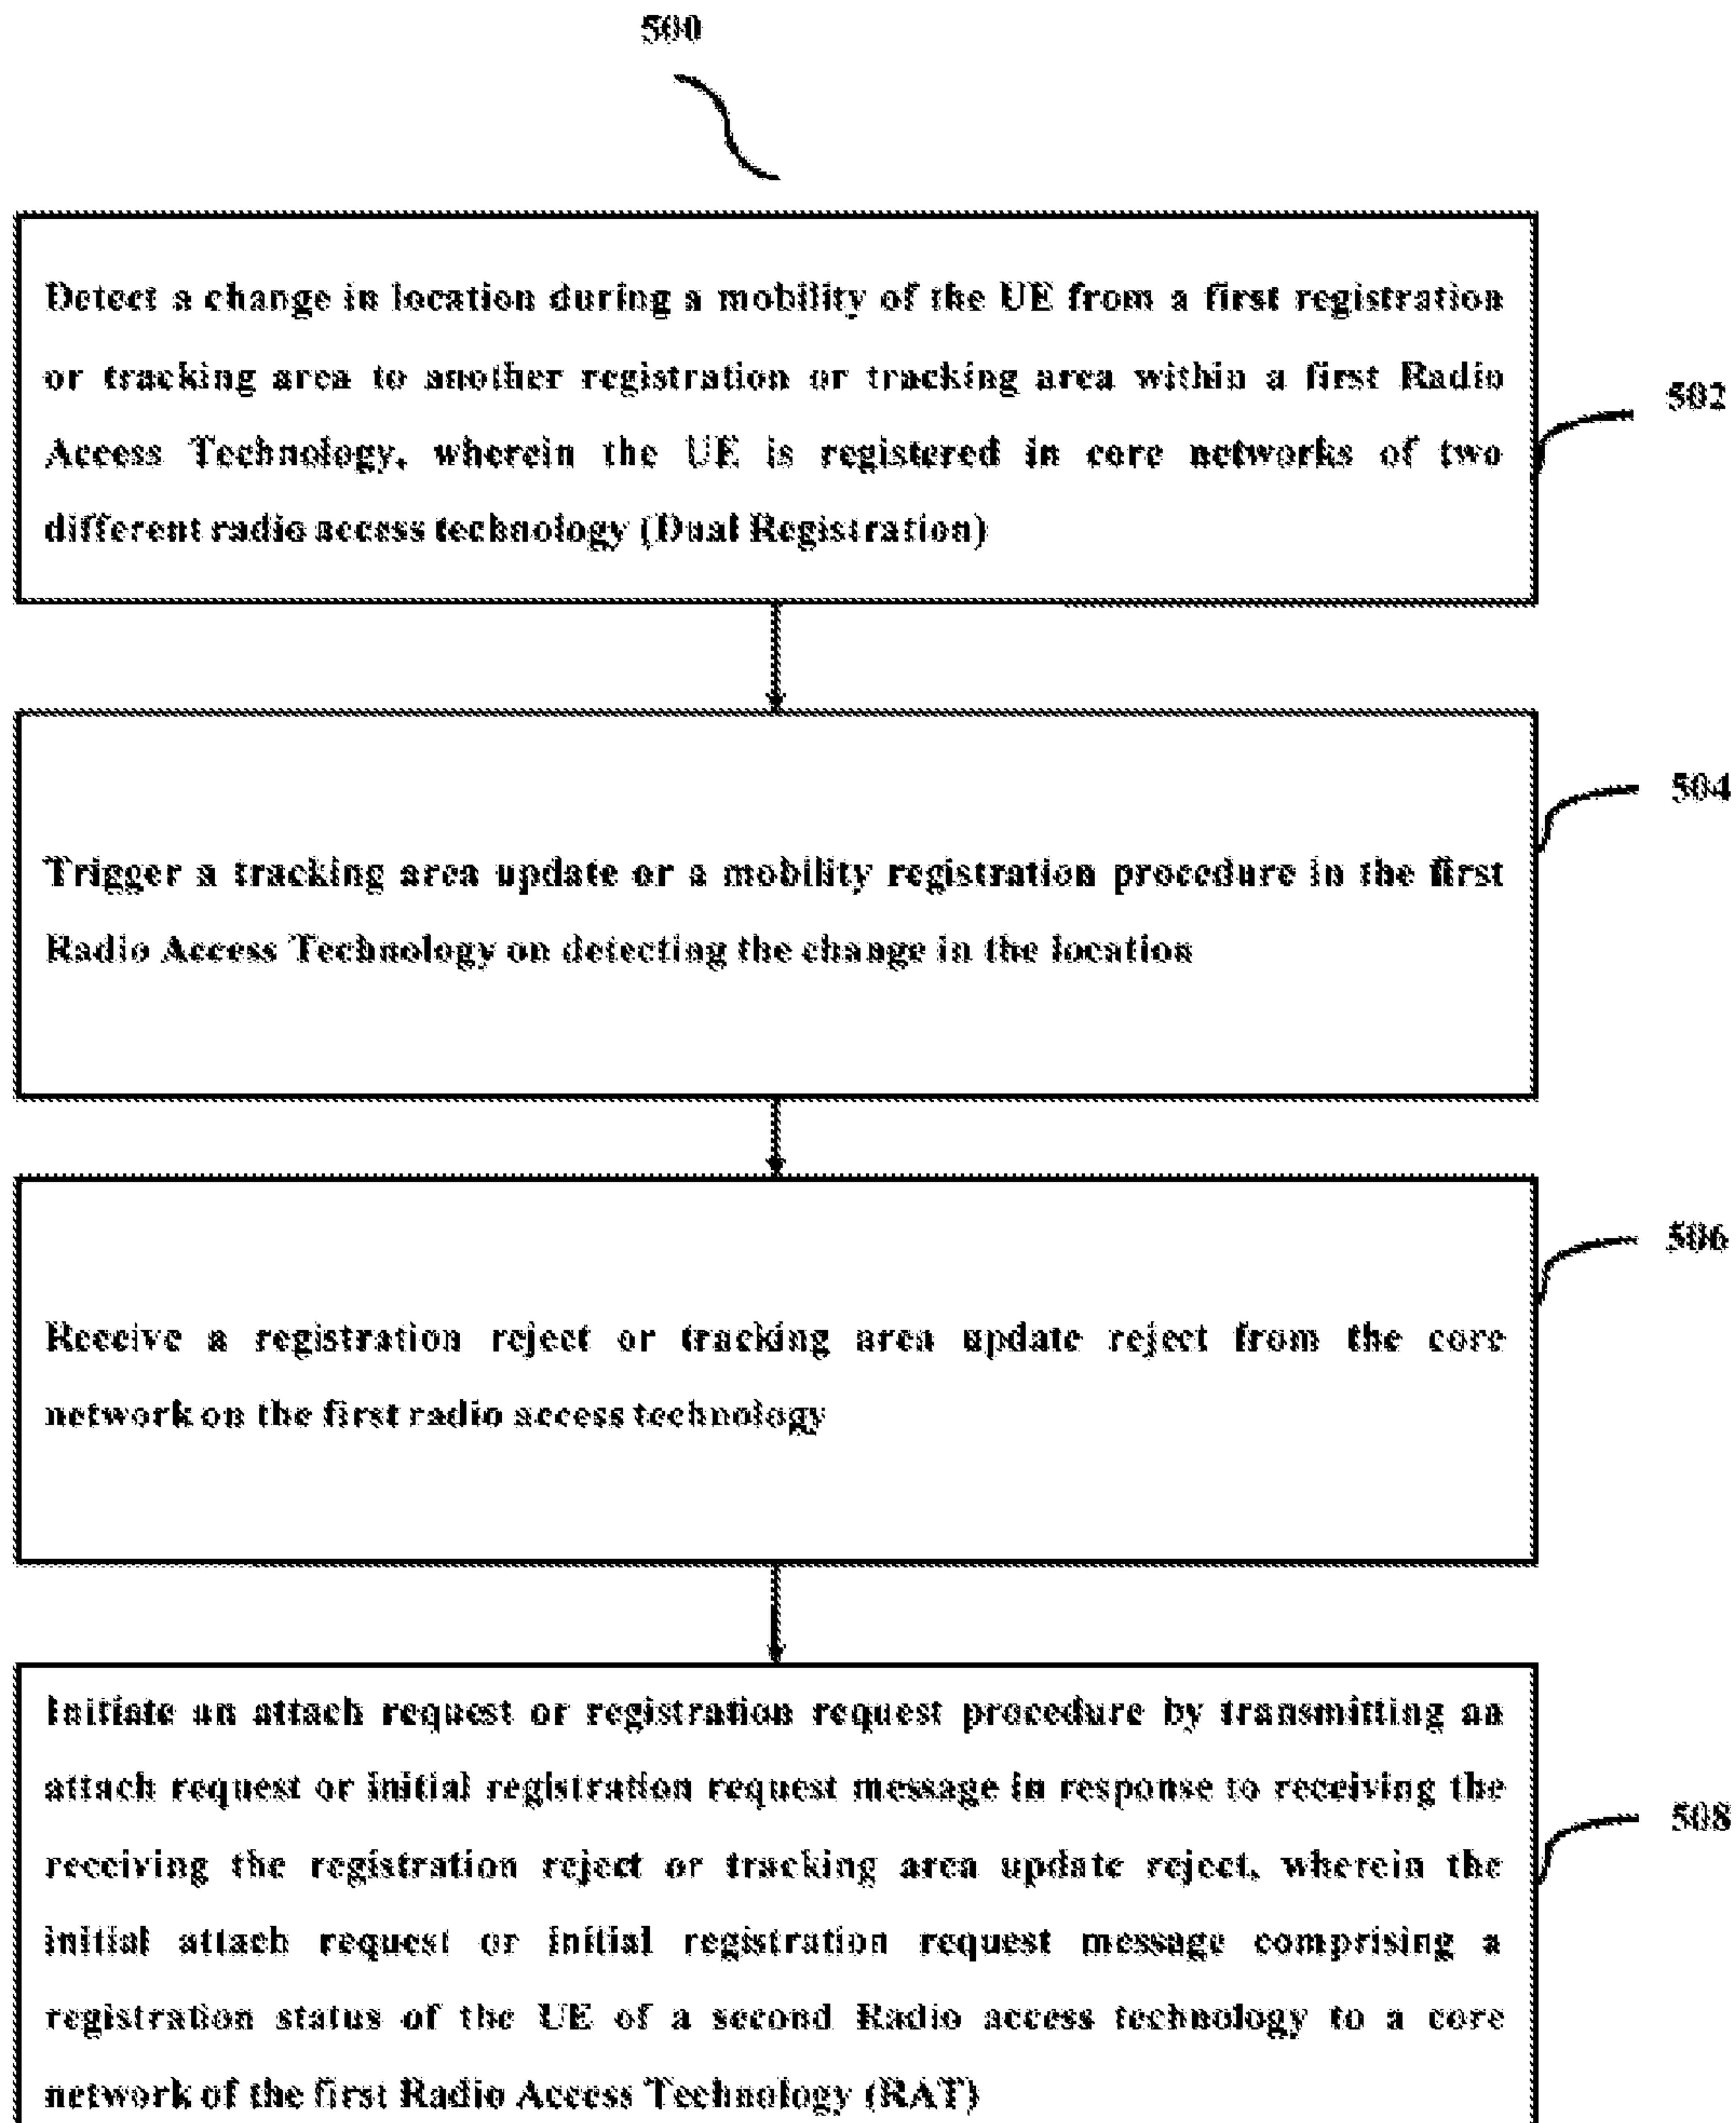 500
Detect a change in location during a mobility of the UE from a first registration
or tracking area to another registration or tracking area within a first Radio
Access Technology, wherein the UE is registered in core networks of two
different radio access technology (Dual Registration)
502
Trigger a tracking area update or a mobility registration procedure in the first
Radio Access Technology on detecting the change in the location
504
Receive a registration reject or tracking area update reject from the core
network on the first radio access technology
506
Initiate an attach request or registration request procedure by transmitting an
attach request or initial registration request message in response to receiving the
receiving the registration reject or tracking area update reject, wherein the
initial attach request or initial registration request message comprising a
registration status of the UE of a second Radio access technology to a core
network of the first Radio Access Technology (RAT)
508